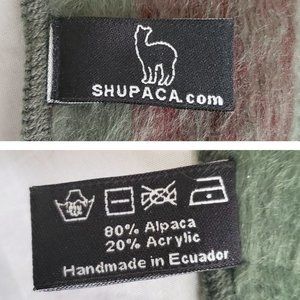 SHUPACA.com
80% Alpaca
20% Acrylic
Handmade in Ecuador